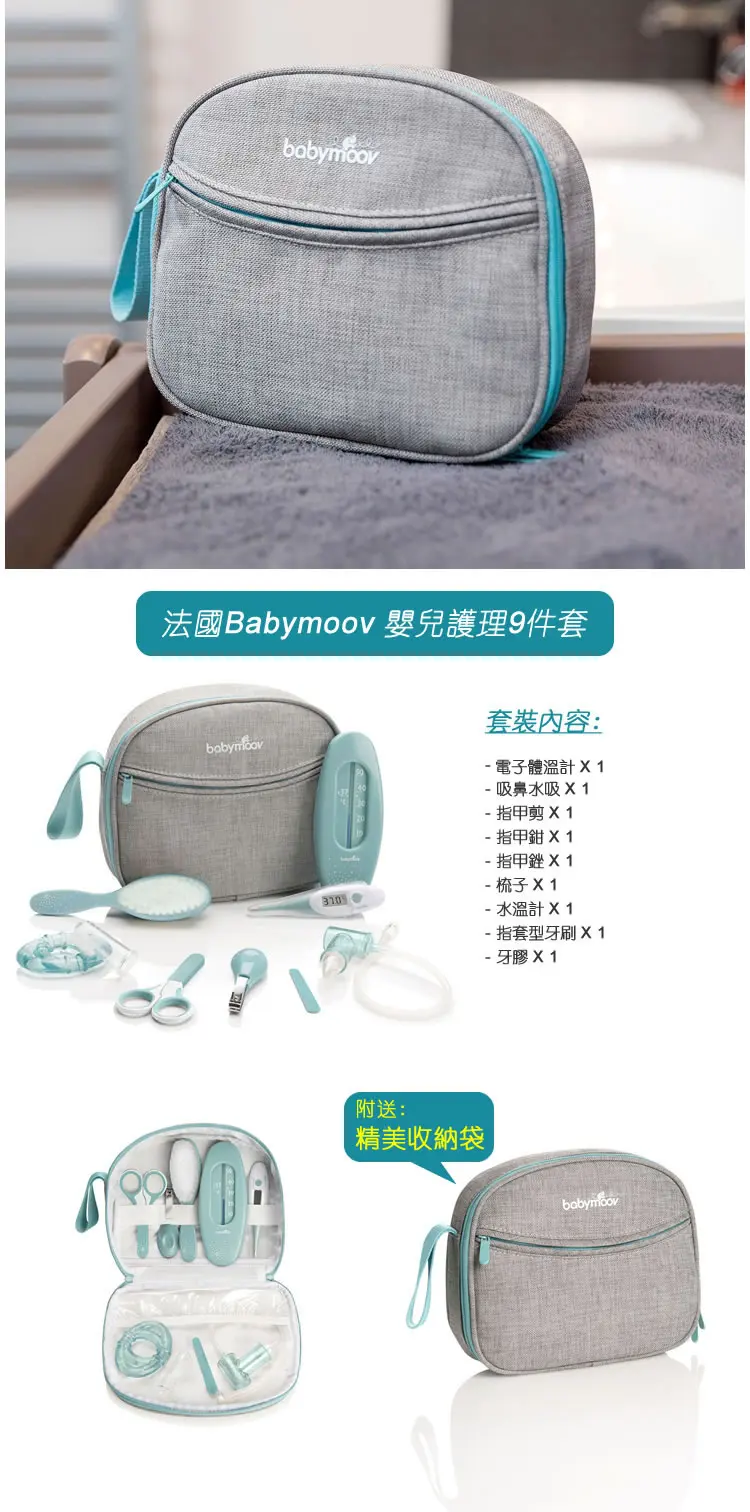 babymoov
法國Babymoov 嬰兒護理9件套
babymoov
套裝內容:
- 電子體溫計 X 1
- 吸鼻水吸 X 1
- 指甲剪 X 1
- 指甲鉗 X 1
- 指甲銼 X 1
- 梳子 X 1
- 水溫計 X 1
- 指套型牙刷 X 1
- 牙膠 X 1
37.0
附送:
精美收納袋
babymoov